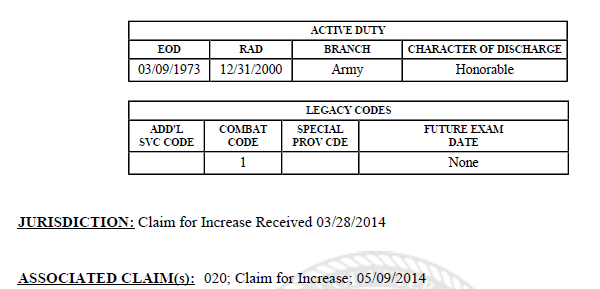 ACTIVE DUTY
EOD RAD BRANCH CHARACTER OF DISCHARGE
03/09/1973 12/31/2000 Army Honorable
LEGACY CODES
ADD'L SVC CODE COMBAT CODE SPECIAL PROV CDE FUTURE EXAM DATE
1 None
JURISDICTION: Claim for Increase Received 03/28/2014
ASSOCIATED CLAIM(s): 020; Claim for Increase; 05/09/2014